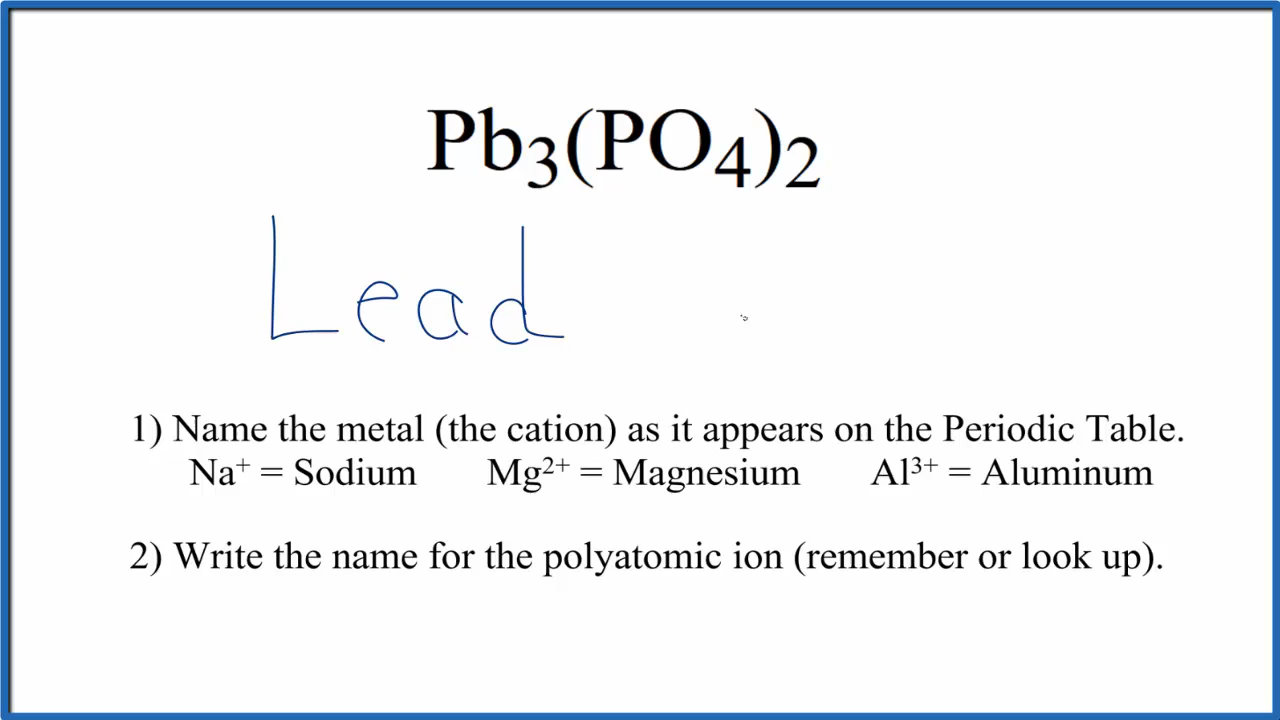 Pb₃(PO₄)₂
Lead
1) Name the metal (the cation) as it appears on the Periodic Table.
Na⁺ = Sodium Mg²⁺ = Magnesium Al³⁺ = Aluminum
2) Write the name for the polyatomic ion (remember or look up).